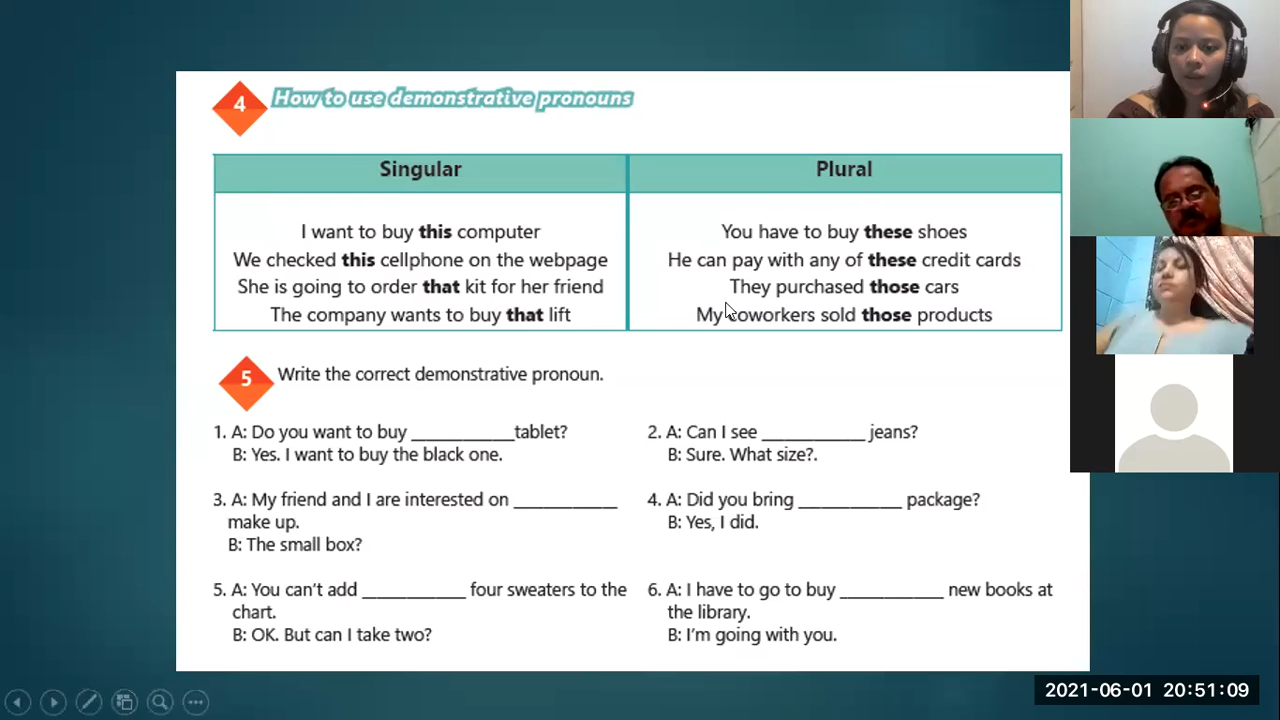 4 How to use demonstrative pronouns
Singular
I want to buy this computer
We checked this cellphone on the webpage
She is going to order that kit for her friend
The company wants to buy that lift
Plural
You have to buy these shoes
He can pay with any of these credit cards
They purchased those cars
My coworkers sold those products
5 Write the correct demonstrative pronoun.
1. A: Do you want to buy ____________tablet?
B: Yes. I want to buy the black one.
2. A: Can I see ____________ jeans?
B: Sure. What size?.
3. A: My friend and I are interested on ____________
make up.
B: The small box?
4. A: Did you bring ____________ package?
B: Yes, I did.
5. A: You can't add ____________ four sweaters to the
chart.
B: OK. But can I take two?
6. A: I have to go to buy ____________ new books at
the library.
B: I'm going with you.
2021-06-01 20:51:09